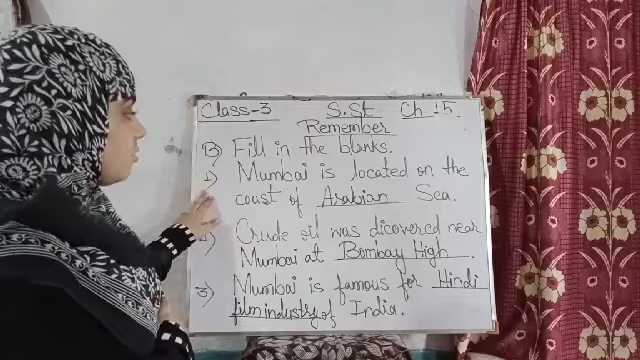 Class-3 S.St Ch : 5.
Remember
B) Fill in the blanks.
1) Mumbai is located on the
coast of Arabian Sea.
2) Crude oil was dicovered near
Mumbai at Bombay High.
3) Mumbai is famous for Hindi
film industry of India.